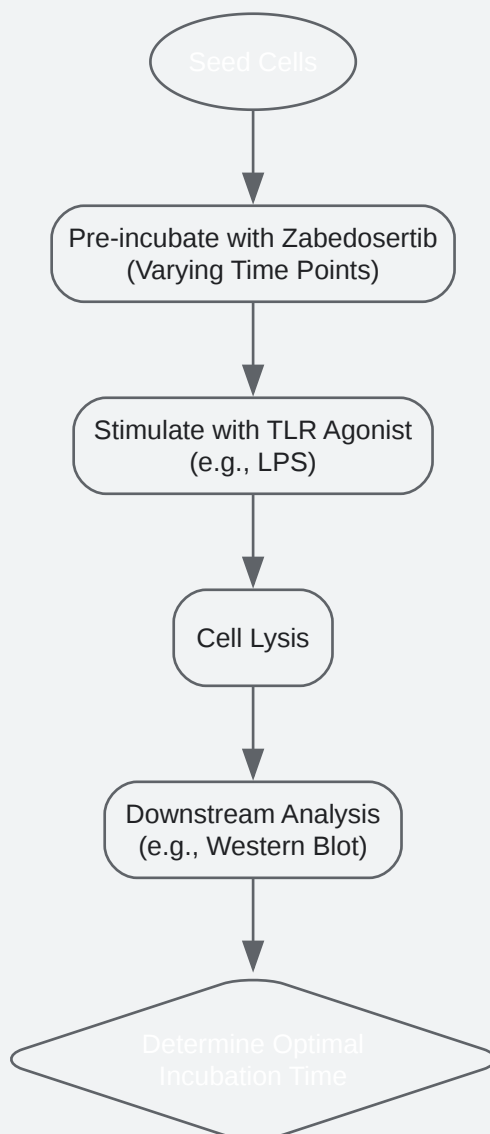 Seed Cells
Pre-incubate with Zabedosertib
(Varying Time Points)
Stimulate with TLR Agonist
(e.g., LPS)
Cell Lysis
Downstream Analysis
(e.g., Western Blot)
Determine Optimal
Incubation Time